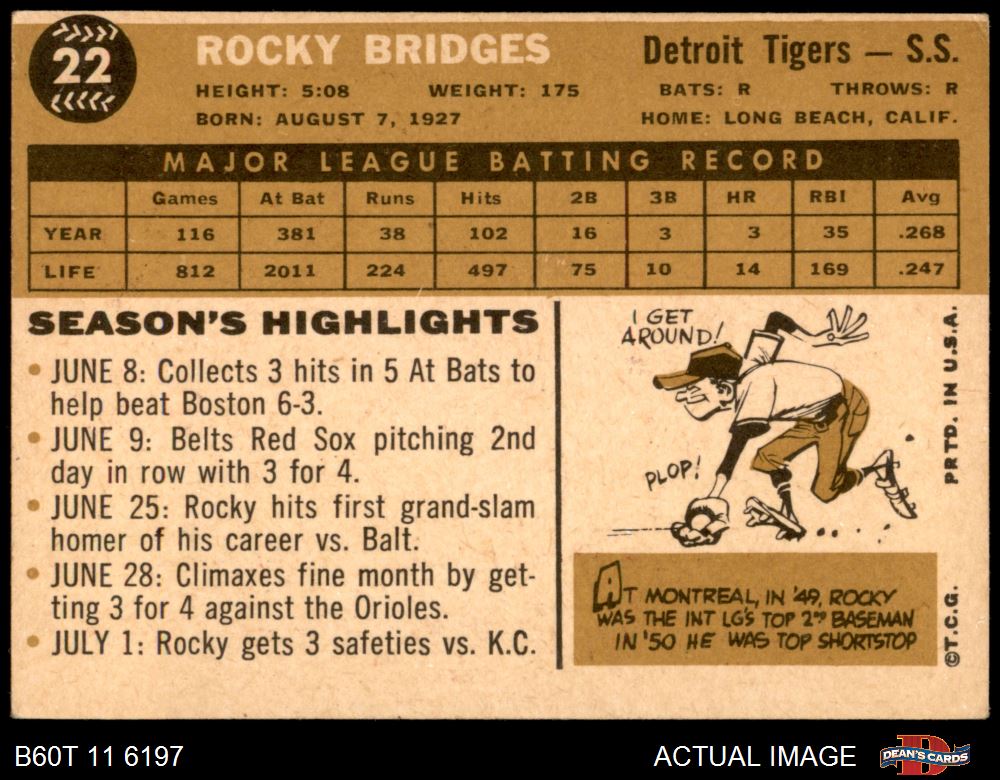 22
ROCKY BRIDGES
Detroit Tigers — S.S.
HEIGHT: 5:08 WEIGHT: 175 BATS: R THROWS: R
BORN: AUGUST 7, 1927 HOME: LONG BEACH, CALIF.
MAJOR LEAGUE BATTING RECORD
Games At Bat Runs Hits 2B 3B HR RBI Avg
YEAR 116 381 38 102 16 3 3 35 .268
LIFE 812 2011 224 497 75 10 14 169 .247
SEASON'S HIGHLIGHTS
• JUNE 8: Collects 3 hits in 5 At Bats to
help beat Boston 6-3.
• JUNE 9: Belts Red Sox pitching 2nd
day in row with 3 for 4.
• JUNE 25: Rocky hits first grand-slam
homer of his career vs. Balt.
• JUNE 28: Climaxes fine month by get-
ting 3 for 4 against the Orioles.
• JULY 1: Rocky gets 3 safeties vs. K.C.
I GET
AROUND!
PLOP!
AT MONTREAL, IN '49, ROCKY
WAS THE INT LG'S TOP 2ND BASEMAN
IN '50 HE WAS TOP SHORTSTOP
PRTD. IN U.S.A.
©T.C.G.
B60T 11 6197
ACTUAL IMAGE
DEAN'S CARDS